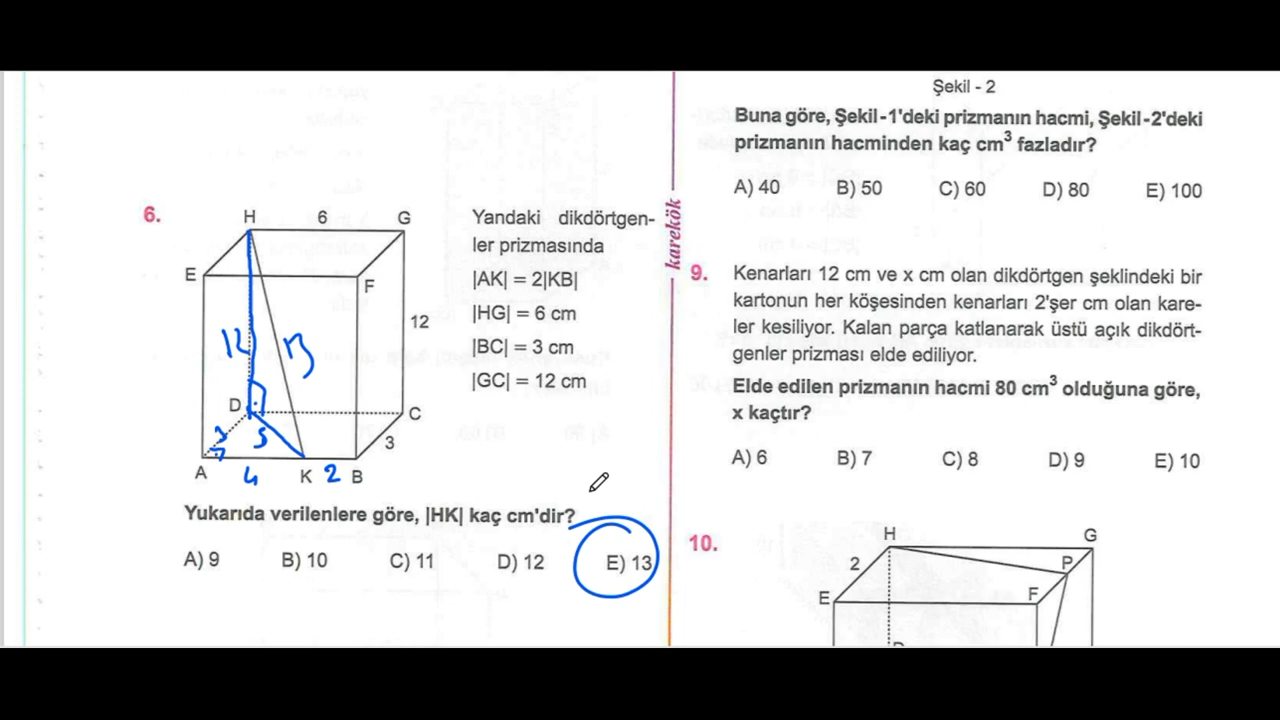 6.
H 6 G
E F
12
12 13
D C
3 5 3
A 4 K 2 B
Yandaki dikdörtgen-
ler prizmasında
|AK| = 2|KB|
|HG| = 6 cm
|BC| = 3 cm
|GC| = 12 cm
Yukarıda verilenlere göre, |HK| kaç cm'dir?
A) 9 B) 10 C) 11 D) 12 E) 13
karekök
Şekil - 2
Buna göre, Şekil-1'deki prizmanın hacmi, Şekil-2'deki
prizmanın hacminden kaç cm³ fazladır?
A) 40 B) 50 C) 60 D) 80 E) 100
9.
Kenarları 12 cm ve x cm olan dikdörtgen şeklindeki bir
kartonun her köşesinden kenarları 2'şer cm olan kare-
ler kesiliyor. Kalan parça katlanarak üstü açık dikdört-
genler prizması elde ediliyor.
Elde edilen prizmanın hacmi 80 cm³ olduğuna göre,
x kaçtır?
A) 6 B) 7 C) 8 D) 9 E) 10
10.
H G
2 P
E F